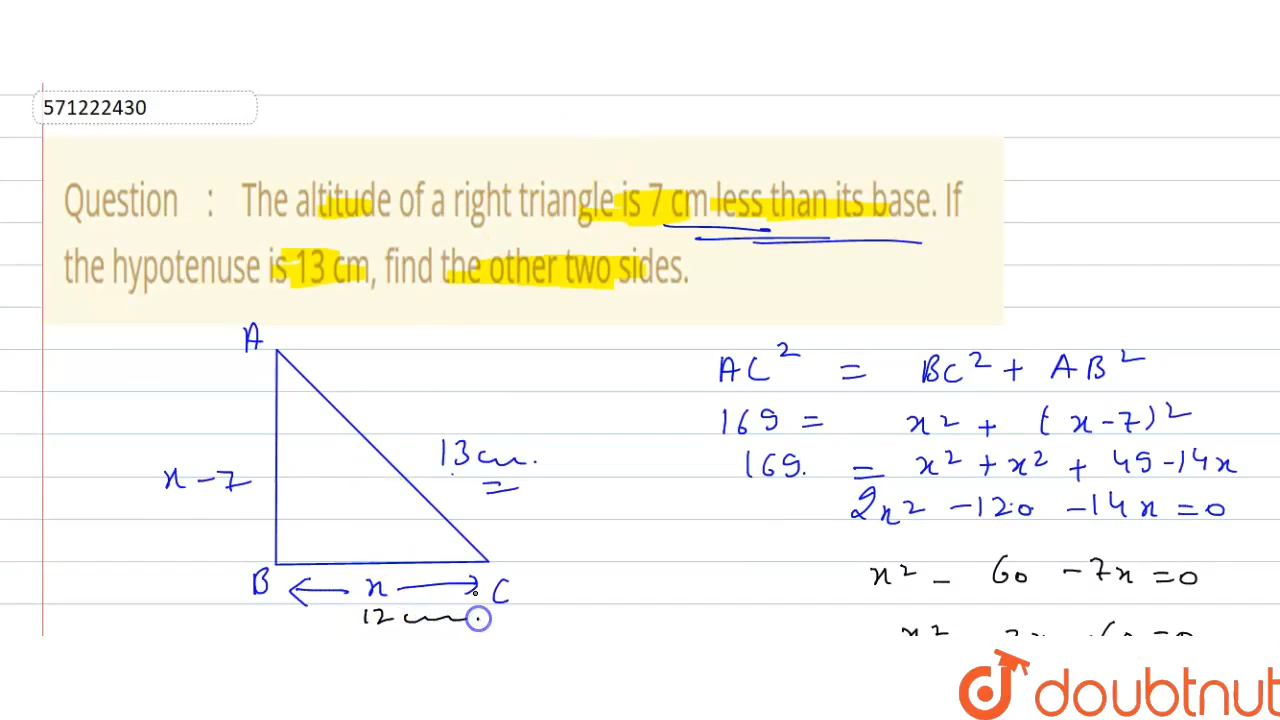 571222430
Question : The altitude of a right triangle is 7 cm less than its base. If
the hypotenuse is 13 cm, find the other two sides.
A
AC² = BC² + AB²
169 = x² + (x-7)²
13 cm.
169. = x² + x² + 49-14x
x-7
2x² -120 -14x = 0
x² - 60 -7x = 0
B x C
12 cm
doubtnut